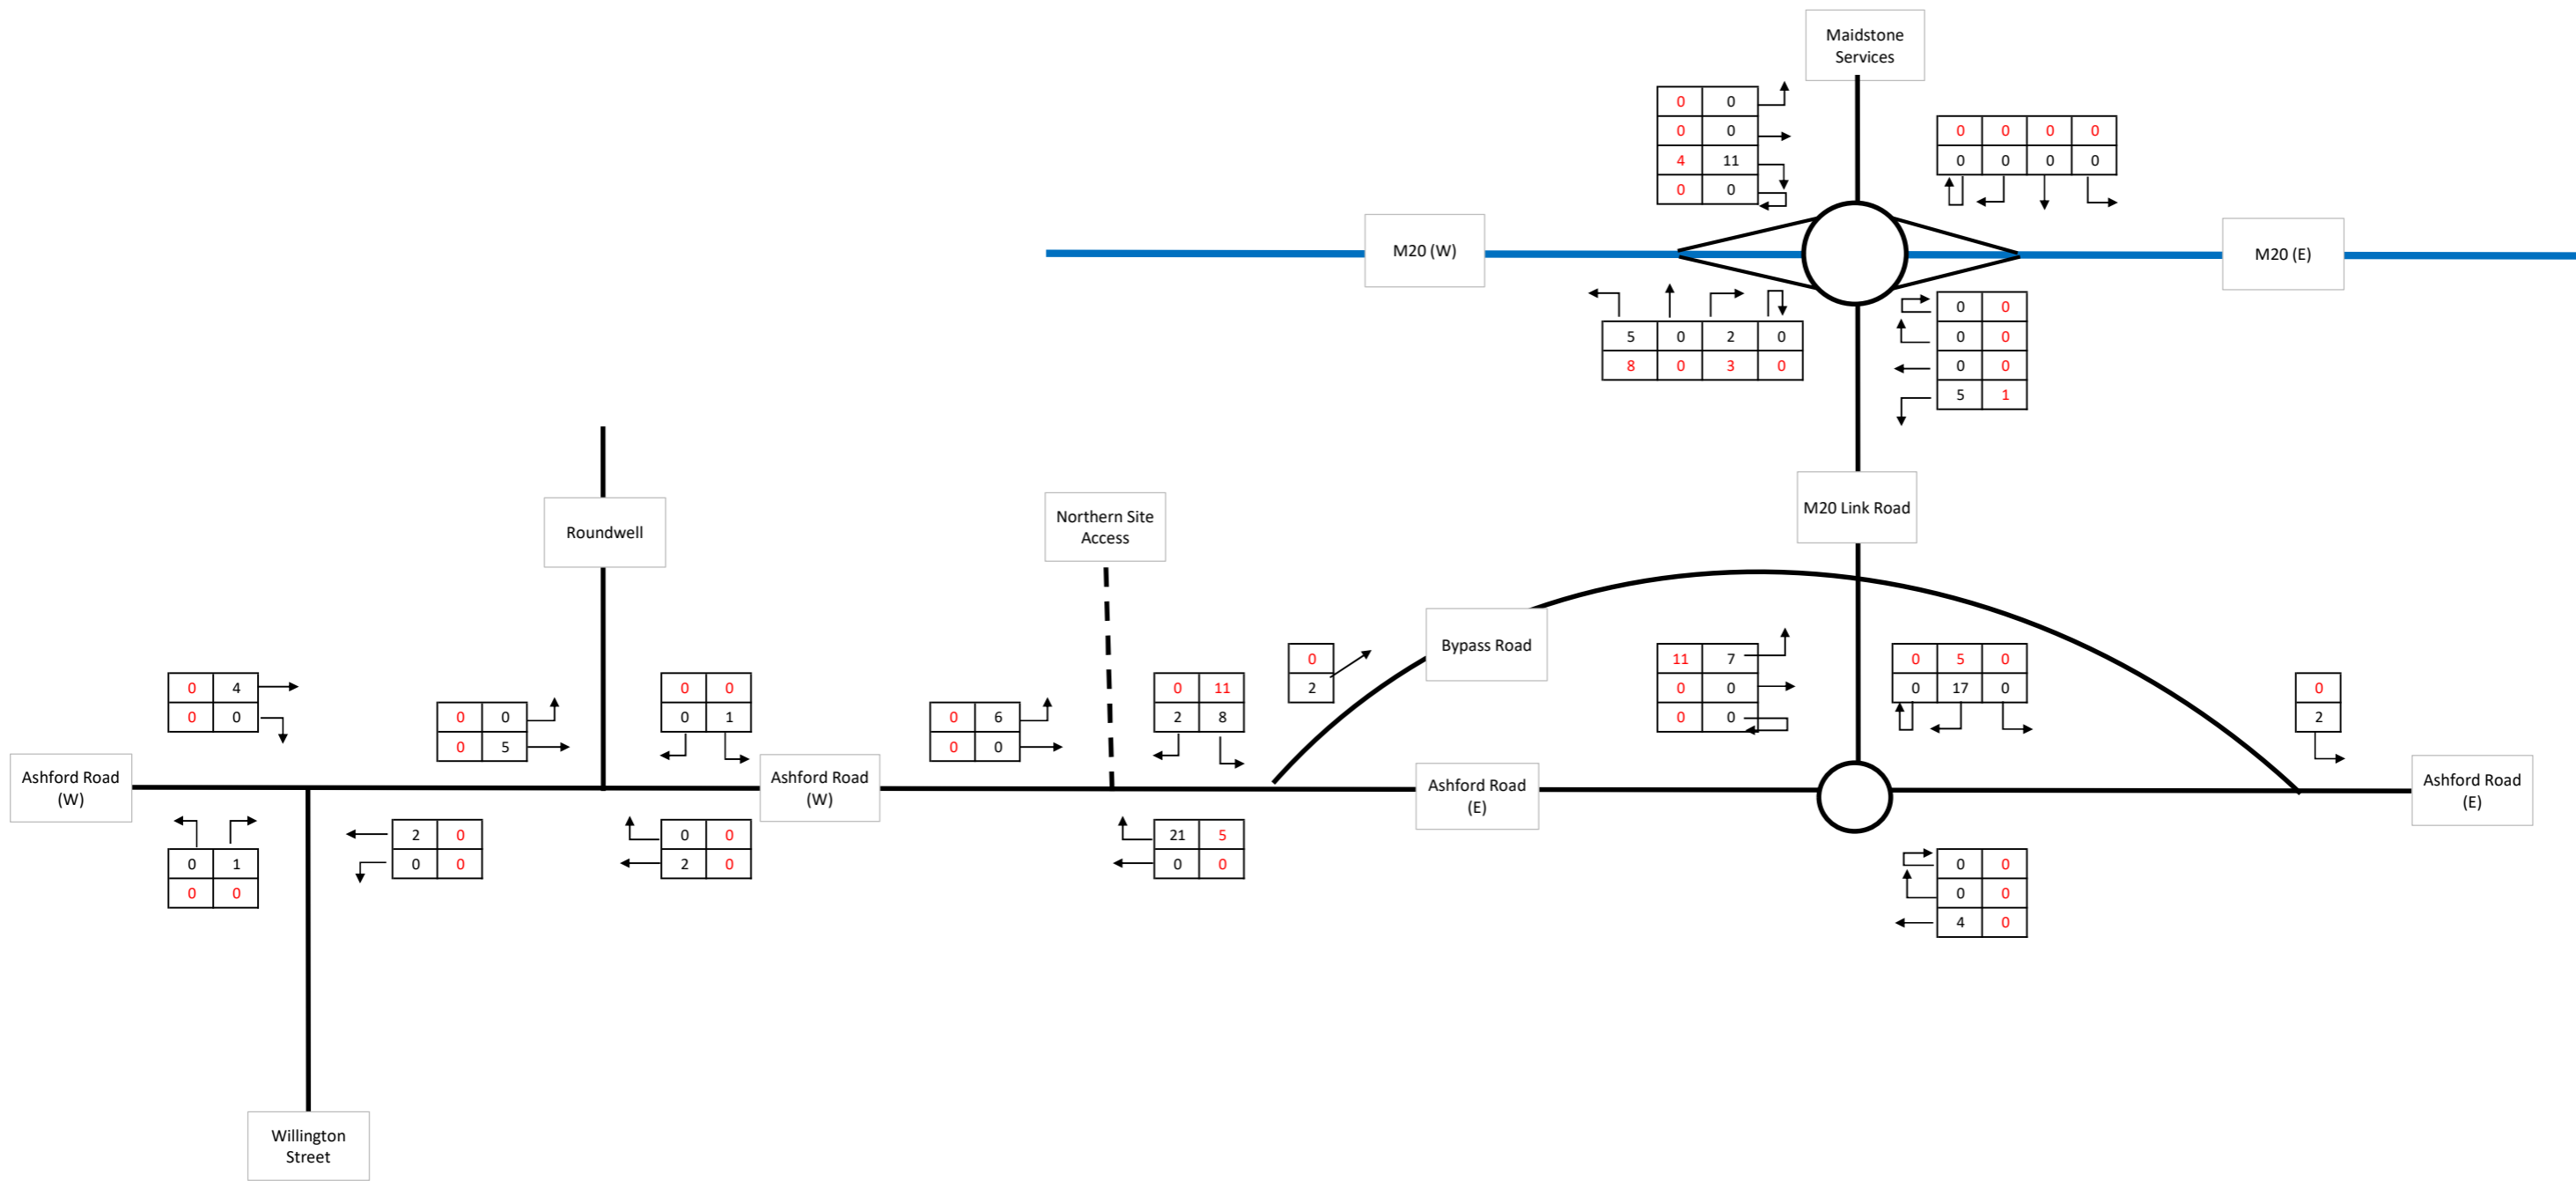 Maidstone
Services
0 0
0 0
4 11
0 0
0 0 0 0
0 0 0 0
M20 (W)
M20 (E)
5 0 2 0
8 0 3 0
0 0
0 0
0 0
5 1
Roundwell
Northern Site
Access
M20 Link Road
Bypass Road
0 4
0 0
0 0
0 5
0 0
0 1
0 6
0 0
0 11
2 8
0
2
11 7
0 0
0 0
0 5 0
0 17 0
0
2
Ashford Road
(W)
Ashford Road
(W)
Ashford Road
(E)
Ashford Road
(E)
0 1
0 0
2 0
0 0
0 0
2 0
21 5
0 0
0 0
0 0
4 0
Willington
Street